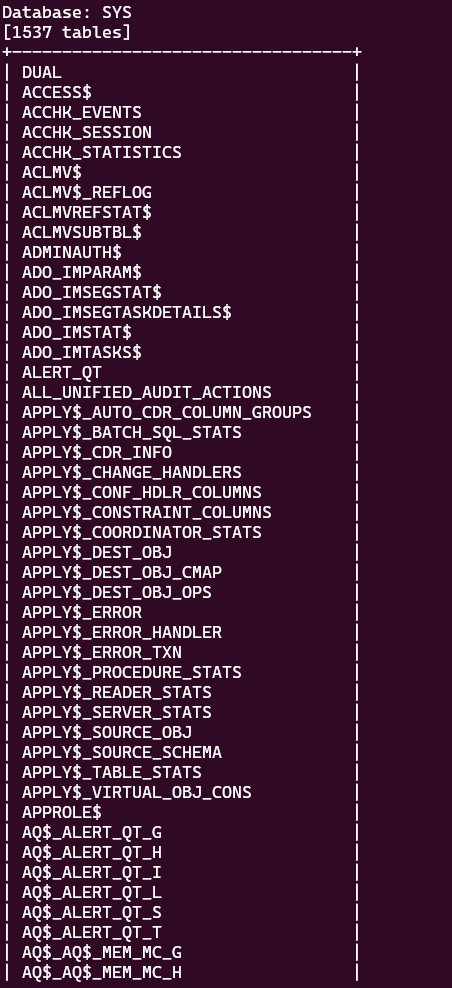 Database: SYS
[1537 tables]
+----------------------------------+
| DUAL |
| ACCESS$ |
| ACCHK_EVENTS |
| ACCHK_SESSION |
| ACCHK_STATISTICS |
| ACLMV$ |
| ACLMV$_REFLOG |
| ACLMVREFSTAT$ |
| ACLMVSUBTBL$ |
| ADMINAUTH$ |
| ADO_IMPARAM$ |
| ADO_IMSEGSTAT$ |
| ADO_IMSEGTASKDETAILS$ |
| ADO_IMSTAT$ |
| ADO_IMTASKS$ |
| ALERT_QT |
| ALL_UNIFIED_AUDIT_ACTIONS |
| APPLY$_AUTO_CDR_COLUMN_GROUPS |
| APPLY$_BATCH_SQL_STATS |
| APPLY$_CDR_INFO |
| APPLY$_CHANGE_HANDLERS |
| APPLY$_CONF_HDLR_COLUMNS |
| APPLY$_CONSTRAINT_COLUMNS |
| APPLY$_COORDINATOR_STATS |
| APPLY$_DEST_OBJ |
| APPLY$_DEST_OBJ_CMAP |
| APPLY$_DEST_OBJ_OPS |
| APPLY$_ERROR |
| APPLY$_ERROR_HANDLER |
| APPLY$_ERROR_TXN |
| APPLY$_PROCEDURE_STATS |
| APPLY$_READER_STATS |
| APPLY$_SERVER_STATS |
| APPLY$_SOURCE_OBJ |
| APPLY$_SOURCE_SCHEMA |
| APPLY$_TABLE_STATS |
| APPLY$_VIRTUAL_OBJ_CONS |
| APPROLE$ |
| AQ$_ALERT_QT_G |
| AQ$_ALERT_QT_H |
| AQ$_ALERT_QT_I |
| AQ$_ALERT_QT_L |
| AQ$_ALERT_QT_S |
| AQ$_ALERT_QT_T |
| AQ$_AQ$_MEM_MC_G |
| AQ$_AQ$_MEM_MC_H |